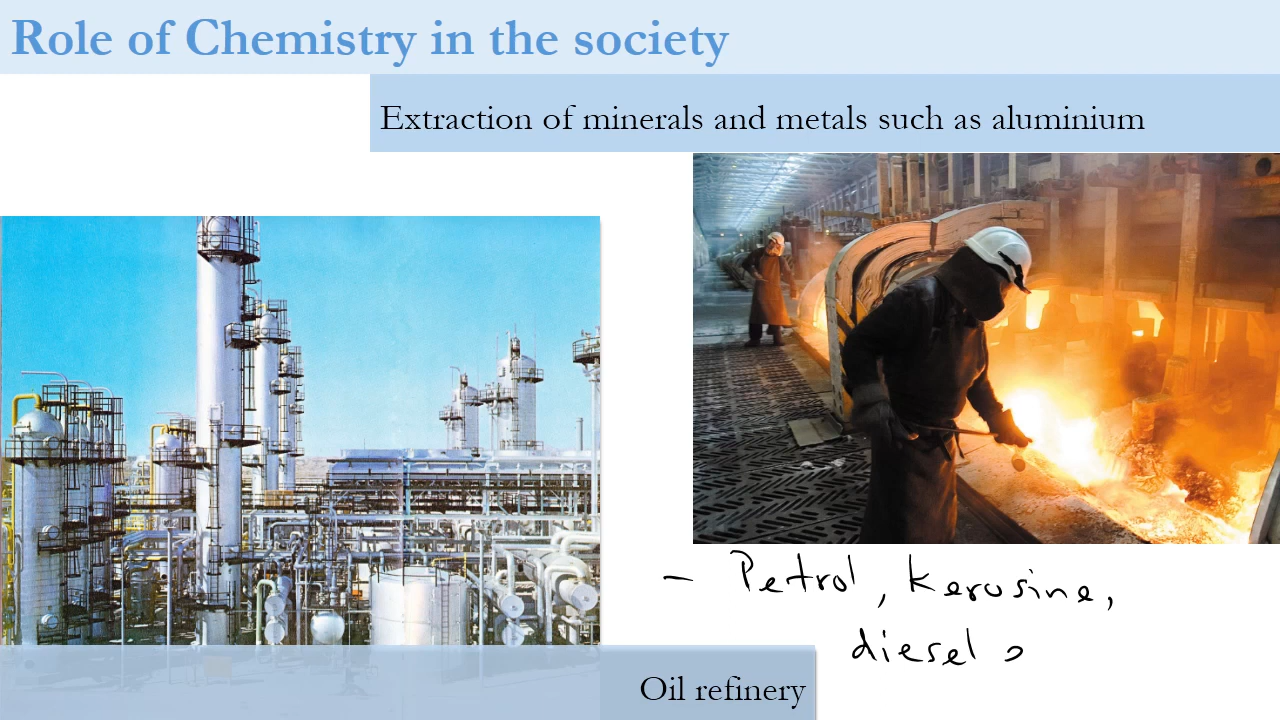 Role of Chemistry in the society
Extraction of minerals and metals such as aluminium
- Petrol, kerosine,
diesel
Oil refinery